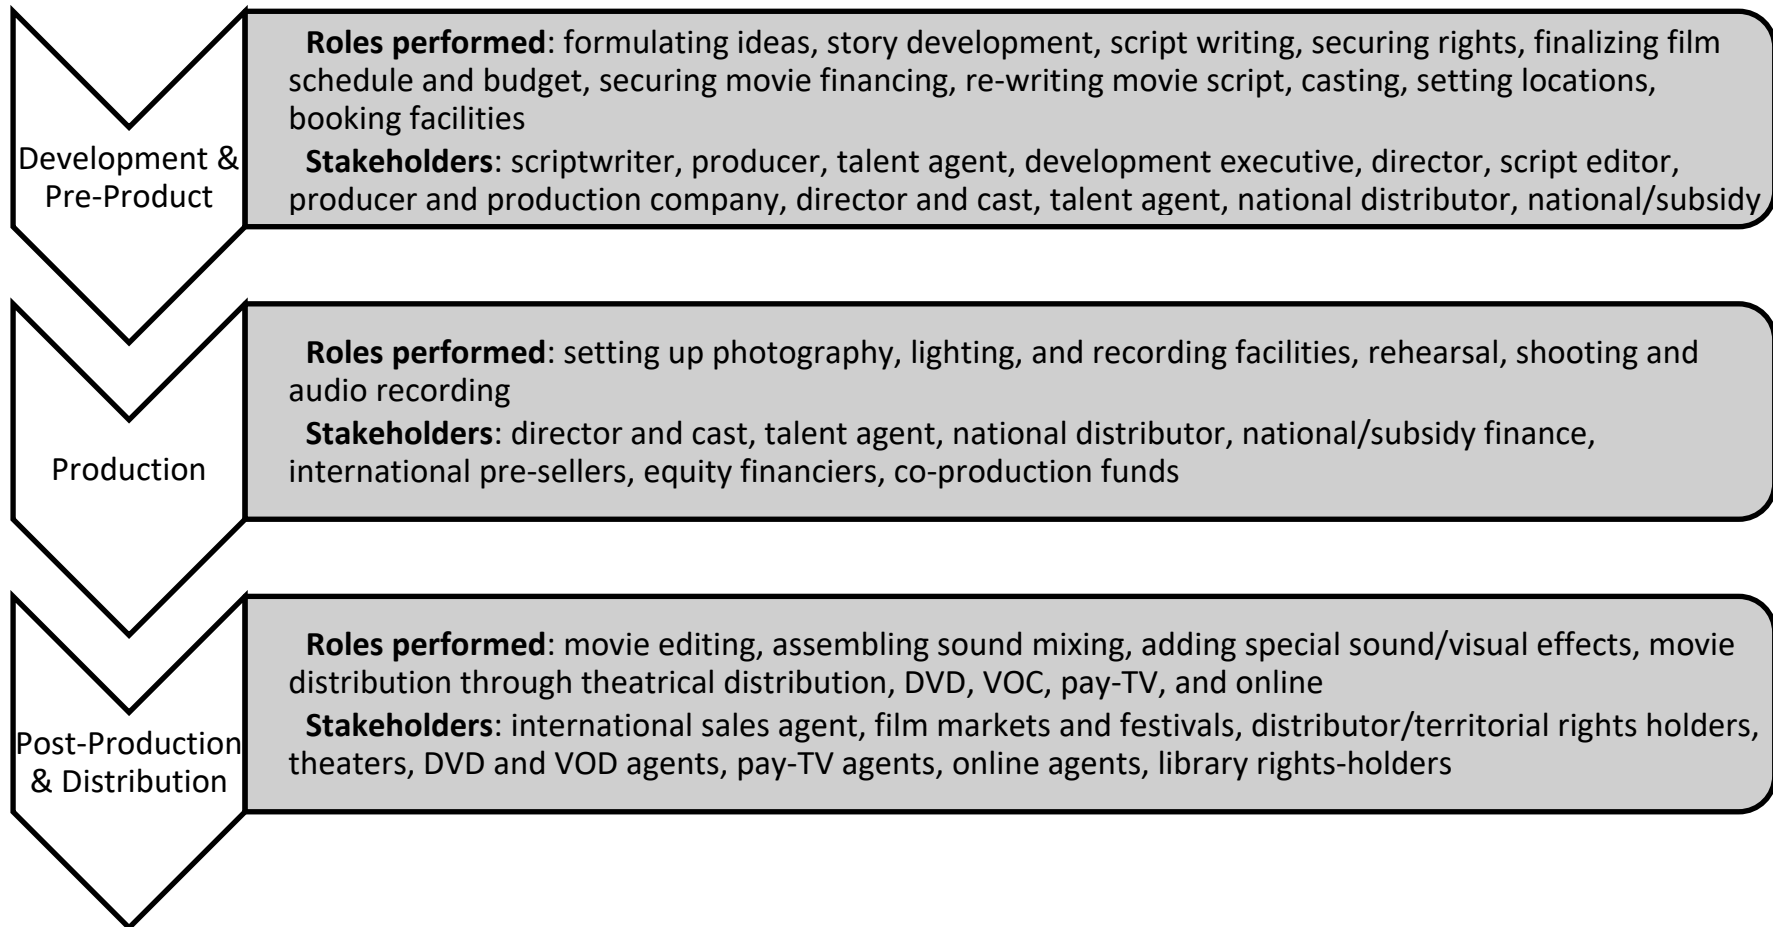 Development &
Pre-Product
Roles performed: formulating ideas, story development, script writing, securing rights, finalizing film
schedule and budget, securing movie financing, re-writing movie script, casting, setting locations,
booking facilities
Stakeholders: scriptwriter, producer, talent agent, development executive, director, script editor,
producer and production company, director and cast, talent agent, national distributor, national/subsidy
Production
Roles performed: setting up photography, lighting, and recording facilities, rehearsal, shooting and
audio recording
Stakeholders: director and cast, talent agent, national distributor, national/subsidy finance,
international pre-sellers, equity financiers, co-production funds
Post-Production
& Distribution
Roles performed: movie editing, assembling sound mixing, adding special sound/visual effects, movie
distribution through theatrical distribution, DVD, VOC, pay-TV, and online
Stakeholders: international sales agent, film markets and festivals, distributor/territorial rights holders,
theaters, DVD and VOD agents, pay-TV agents, online agents, library rights-holders